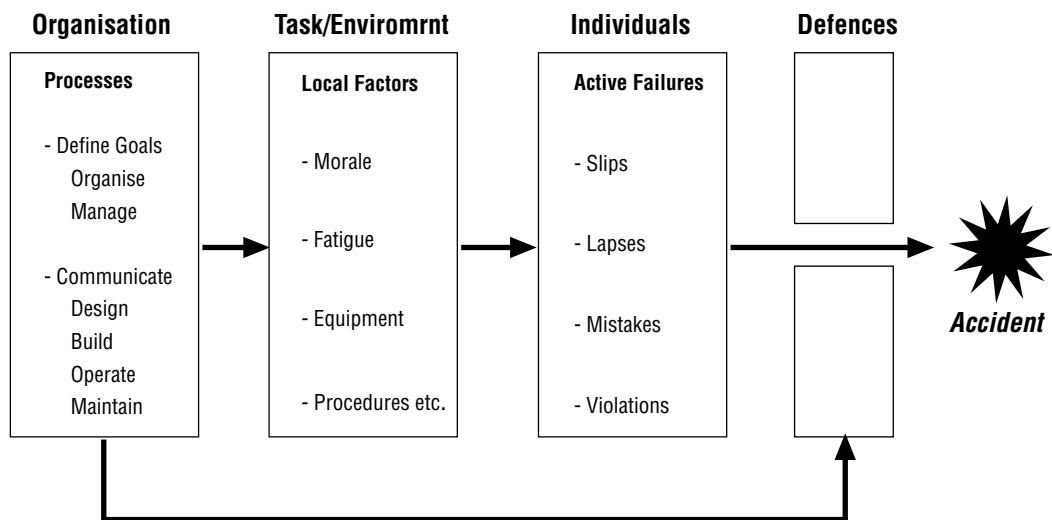 Organisation
Processes
- Define Goals
Organise
Manage
- Communicate
Design
Build
Operate
Maintain
Task/Enviromrnt
Local Factors
- Morale
- Fatigue
- Equipment
- Procedures etc.
Individuals
Active Failures
- Slips
- Lapses
- Mistakes
- Violations
Defences
Accident